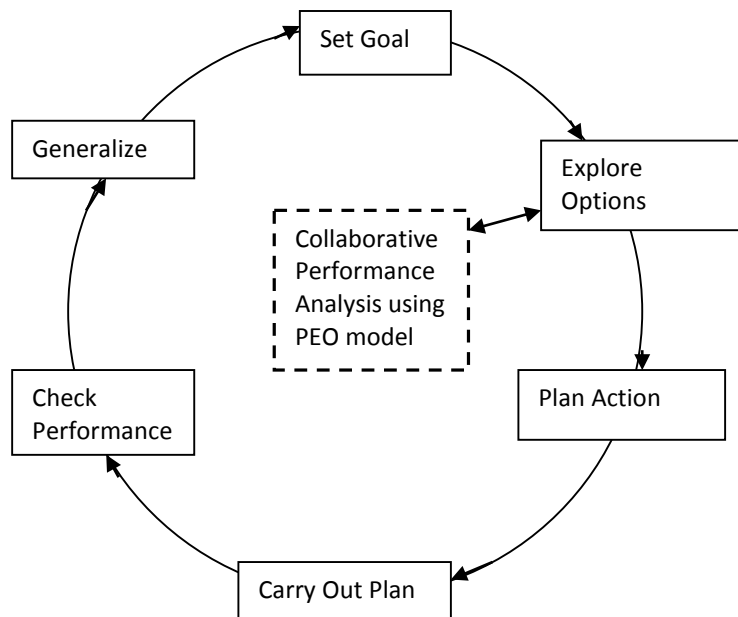 Set Goal
Explore
Options
Generalize
Collaborative
Performance
Analysis using
PEO model
Plan Action
Check
Performance
Carry Out Plan